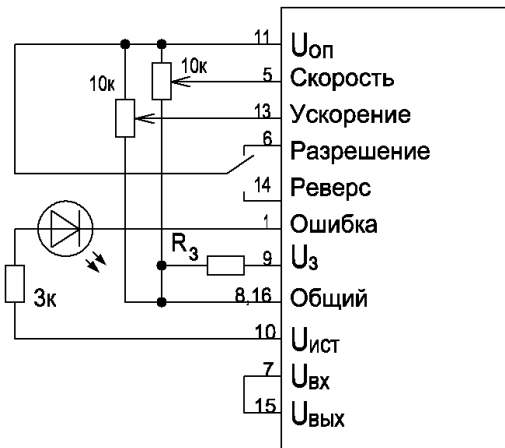 11 Uоп
10к
5 Скорость
10к
13 Ускорение
6 Разрешение
14 Реверс
1 Ошибка
Rз
9 Uз
8,16 Общий
3к
10 Uист
7 Uвх
15 Uвых